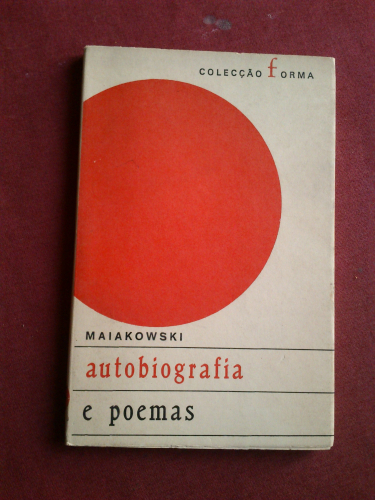 COLECÇÃO fORMA
MAIAKOWSKI
autobiografia
e poemas